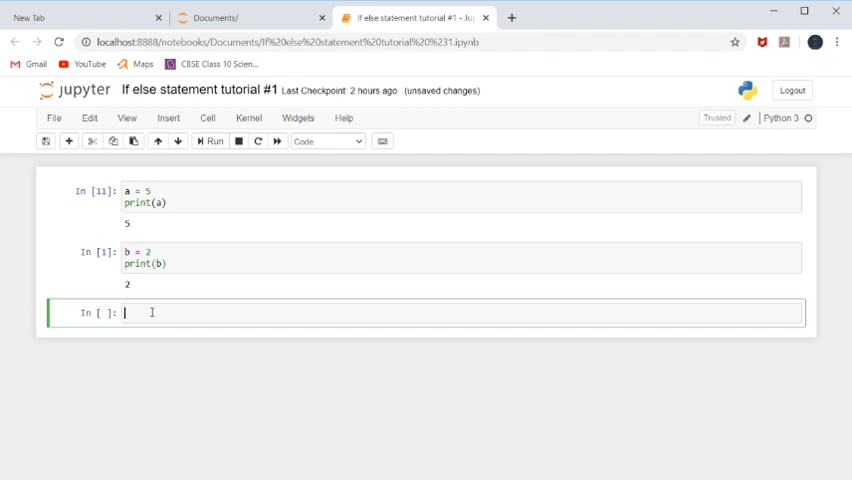 New Tab
Documents/
If else statement tutorial #1 - Jup
localhost:8888/notebooks/Documents/If%20else%20statement%20tutorial%20%231.ipynb
Gmail
YouTube
Maps
CBSE Class 10 Scien...
jupyter
If else statement tutorial #1 Last Checkpoint: 2 hours ago (unsaved changes)
Logout
File Edit View Insert Cell Kernel Widgets Help
Trusted
Python 3
Run
Code
In [11]: a = 5
print(a)
5
In [1]: b = 2
print(b)
2
In [ ]: